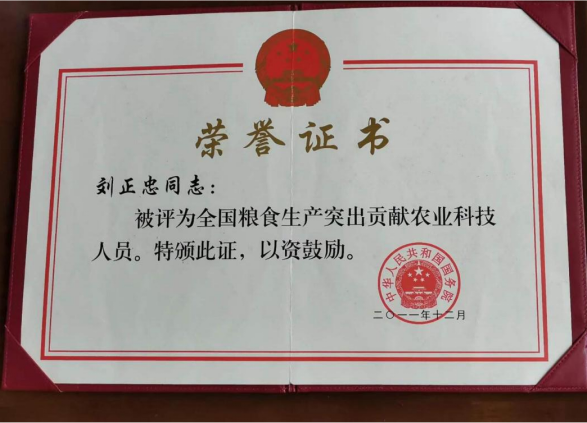 荣誉证书
刘正忠同志：
被评为全国粮食生产突出贡献农业科技
人员。特颁此证，以资鼓励。
中华人民共和国国务院
二〇一一年十二月